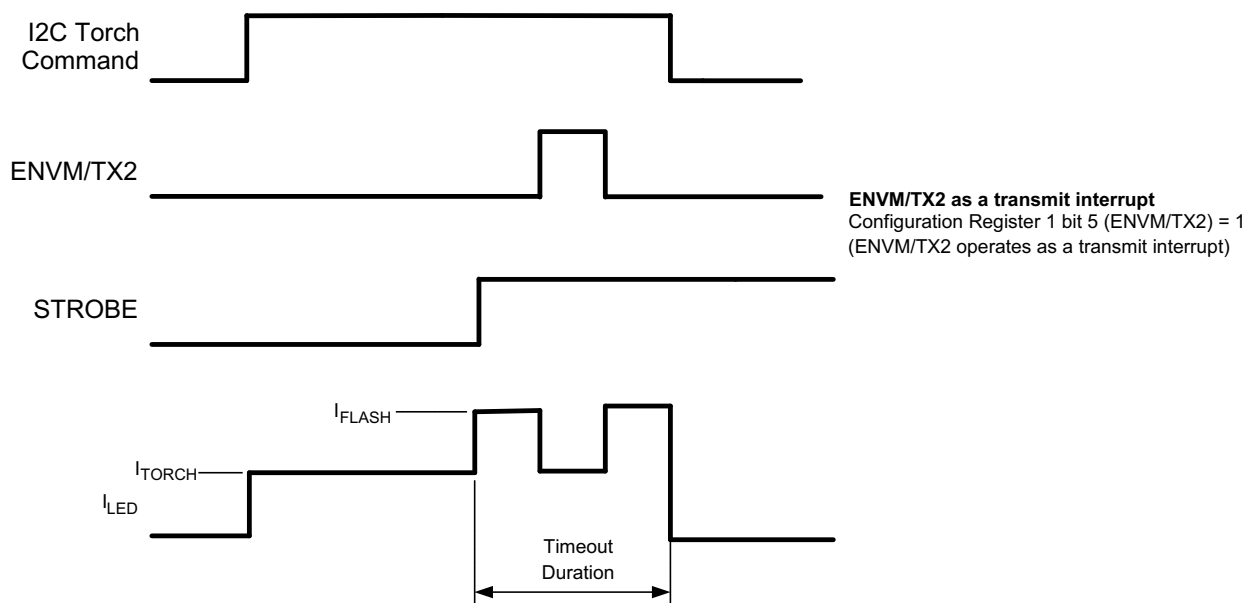 I2C Torch
Command
ENVM/TX2
ENVM/TX2 as a transmit interrupt
Configuration Register 1 bit 5 (ENVM/TX2) = 1
(ENVM/TX2 operates as a transmit interrupt)
STROBE
IFLASH
ITORCH
ILED
Timeout
Duration